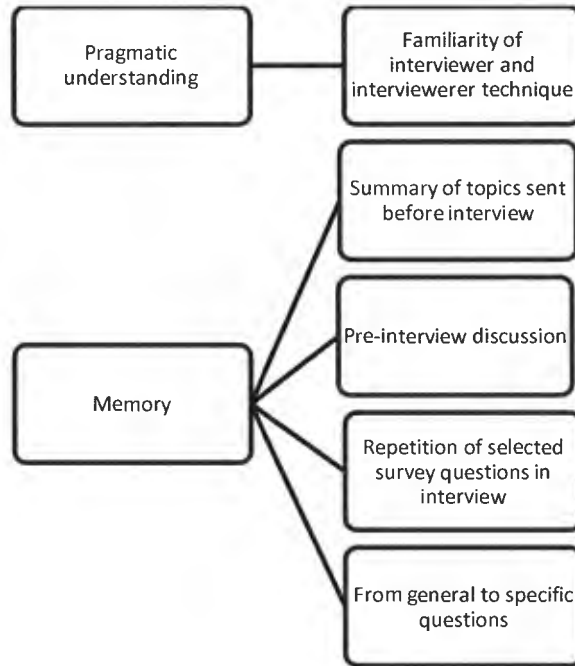 Pragmatic
understanding
Familiarity of
interviewer and
interviewerer technique
Summary of topics sent
before interview
Pre-interview discussion
Memory
Repetition of selected
survey questions in
interview
From general to specific
questions